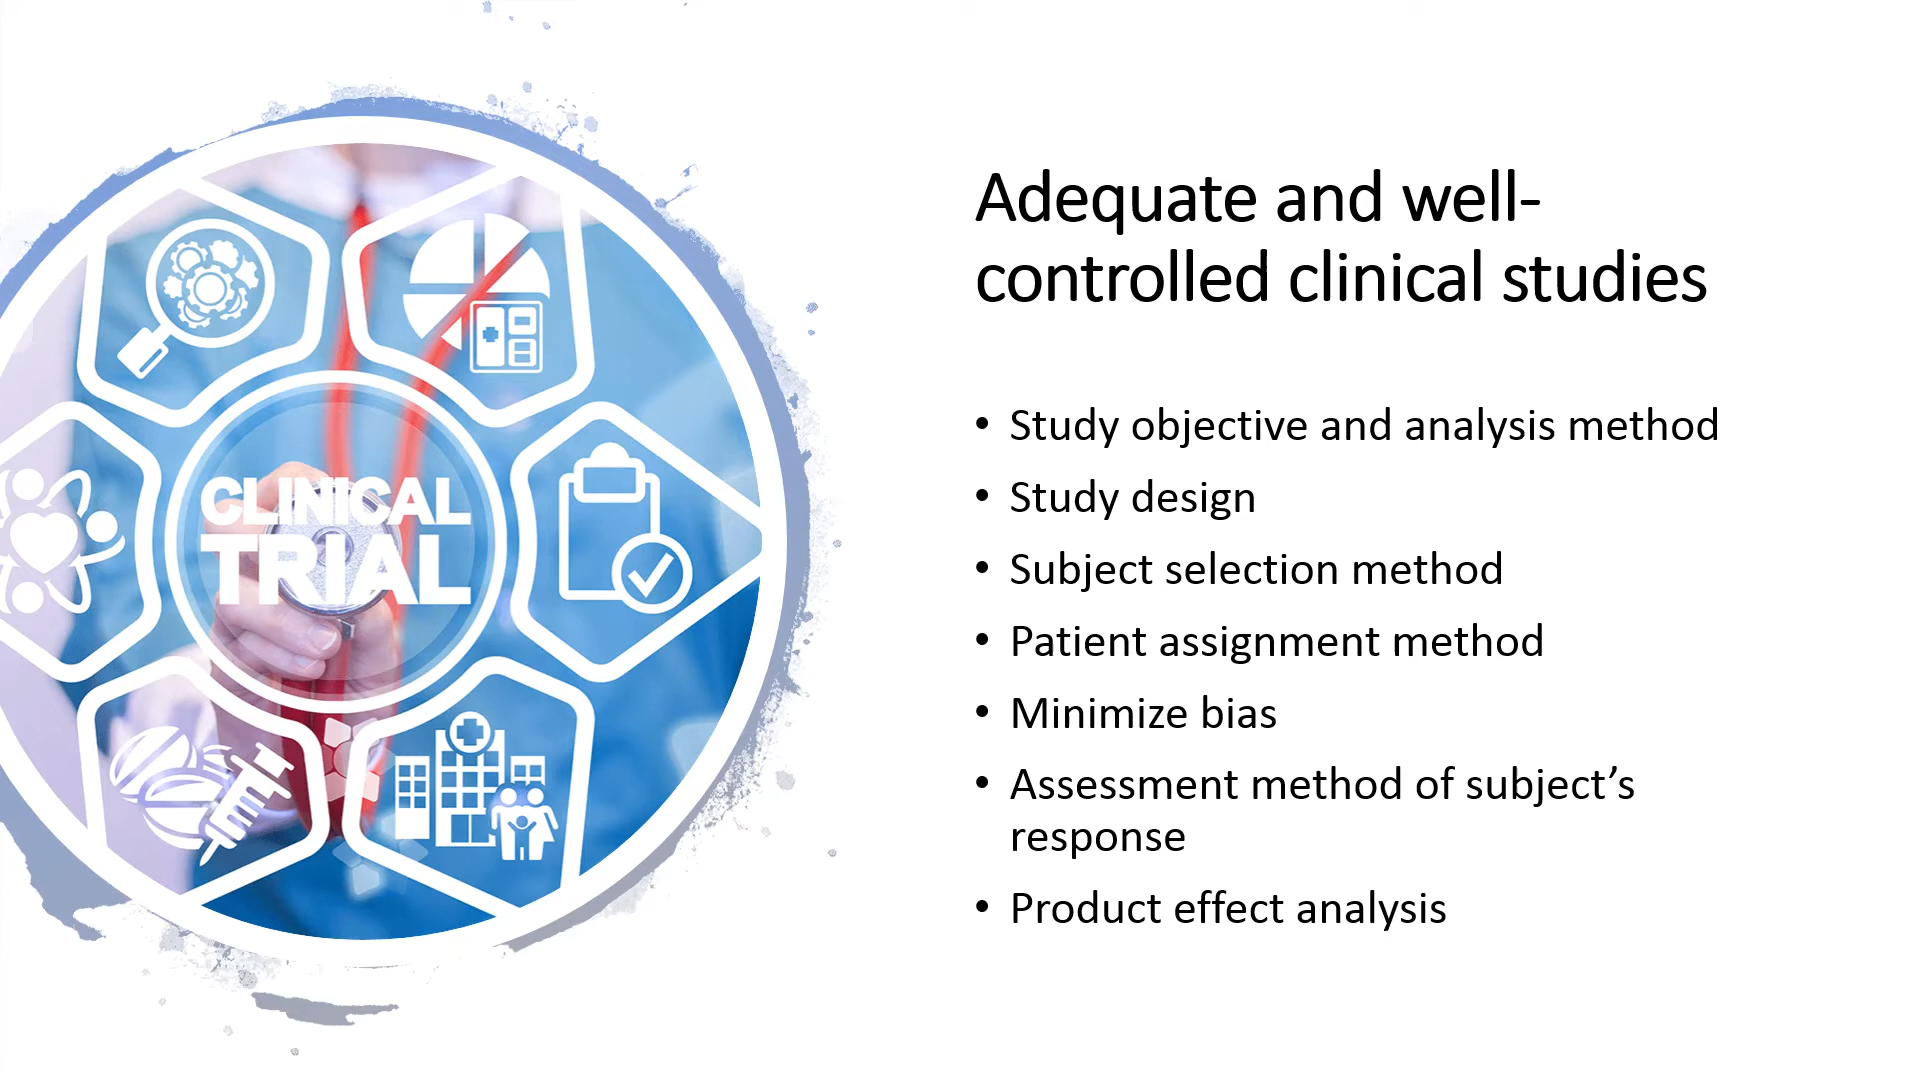 CLINICAL
TRIAL
Adequate and well-
controlled clinical studies
• Study objective and analysis method
• Study design
• Subject selection method
• Patient assignment method
• Minimize bias
• Assessment method of subject’s
response
• Product effect analysis